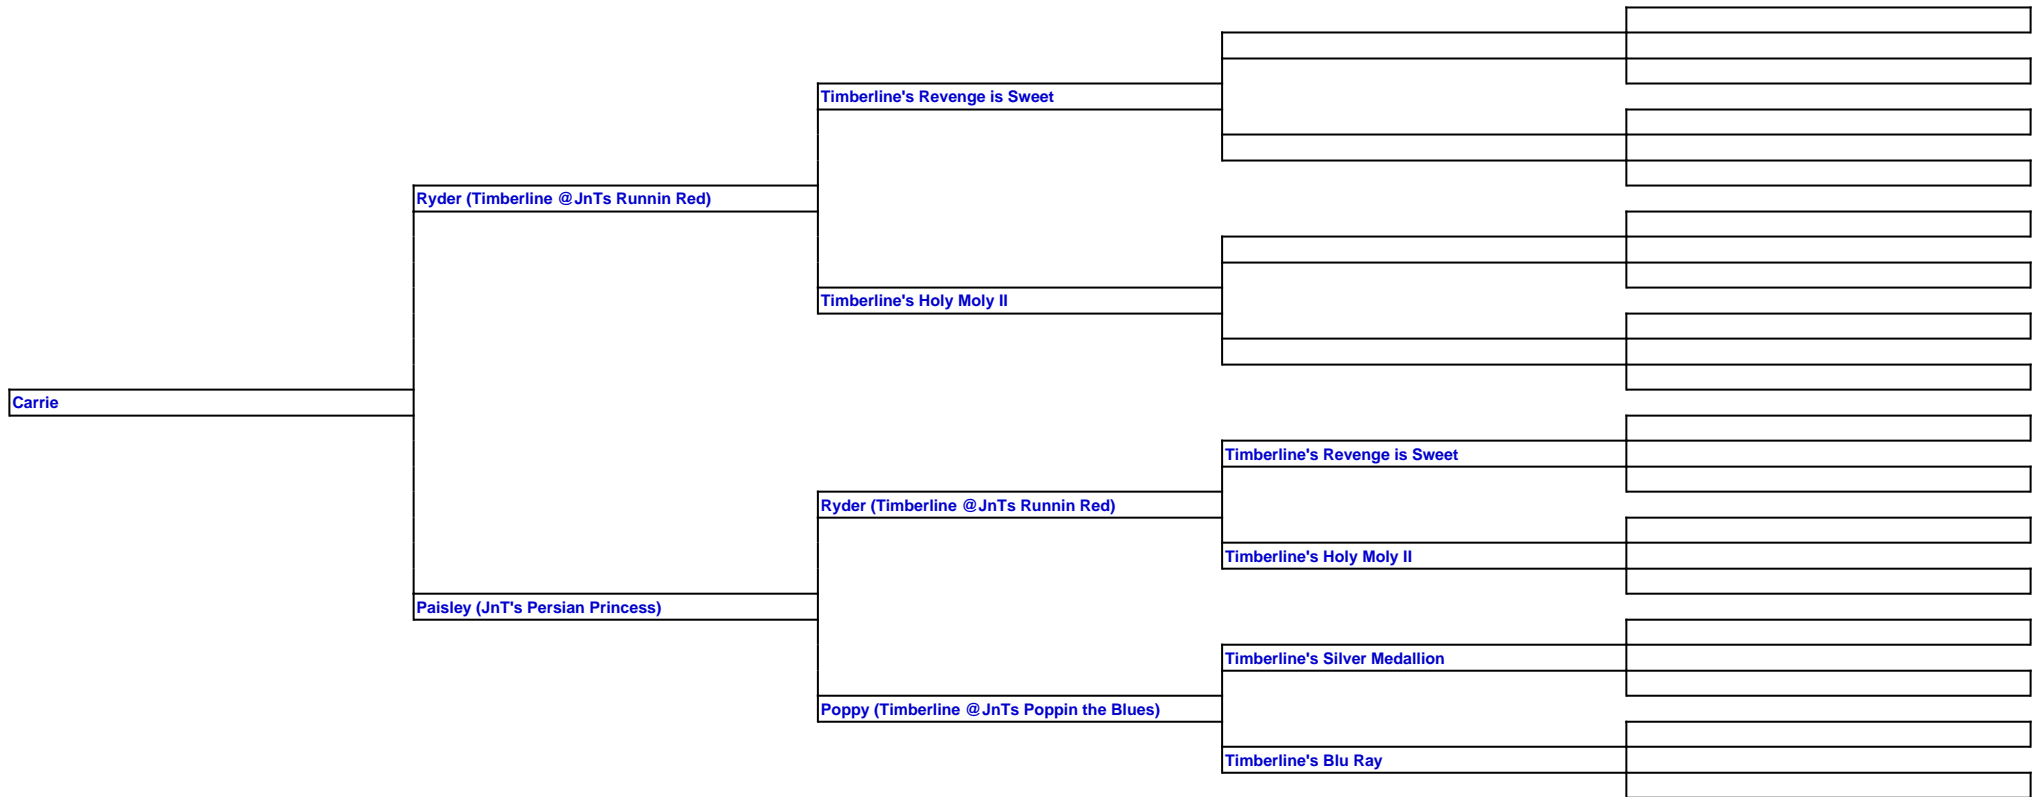 Timberline's Revenge is Sweet
Ryder (Timberline @JnTs Runnin Red)
Timberline's Holy Moly II
Carrie
Timberline's Revenge is Sweet
Ryder (Timberline @JnTs Runnin Red)
Timberline's Holy Moly II
Paisley (JnT's Persian Princess)
Timberline's Silver Medallion
Poppy (Timberline @JnTs Poppin the Blues)
Timberline's Blu Ray